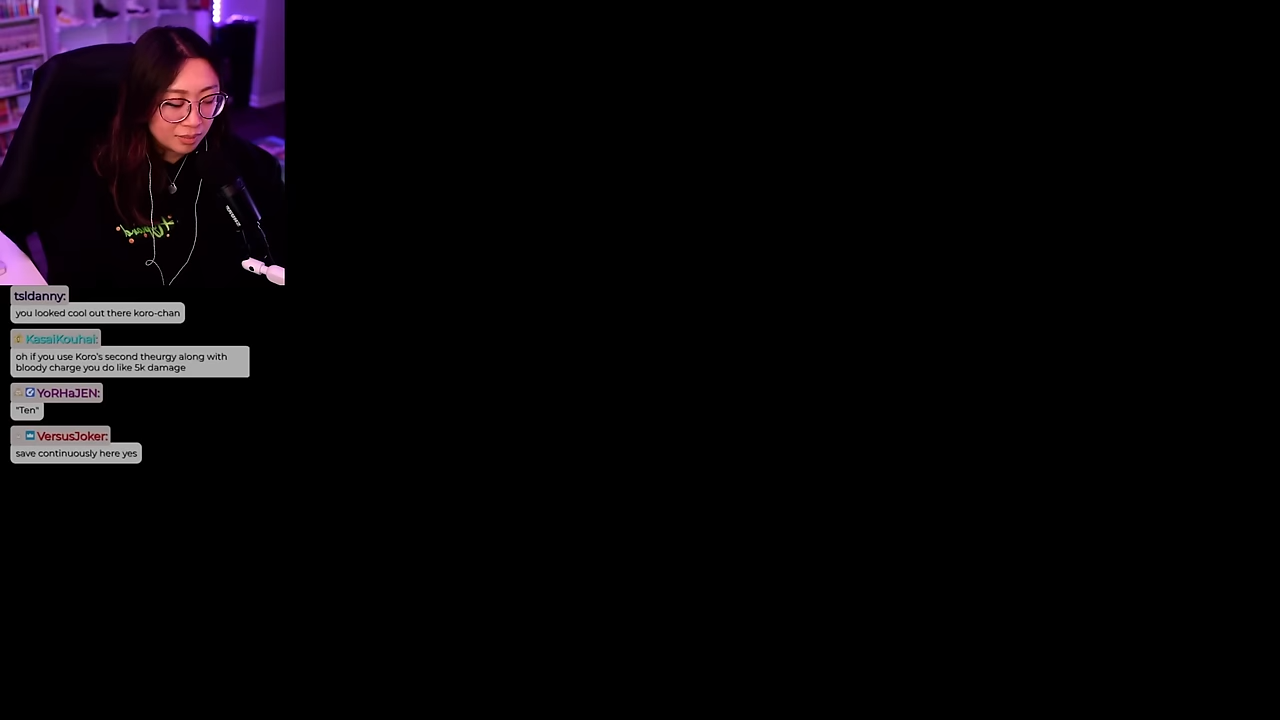 tsldanny:
you looked cool out there koro-chan
KasaiKouhai:
oh if you use Koro's second theurgy along with
bloody charge you do like 5k damage
YoRHaJEN:
"Ten"
VersusJoker:
save continuously here yes